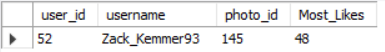 user_id username photo_id Most_Likes
52 Zack_Kemmer93 145 48